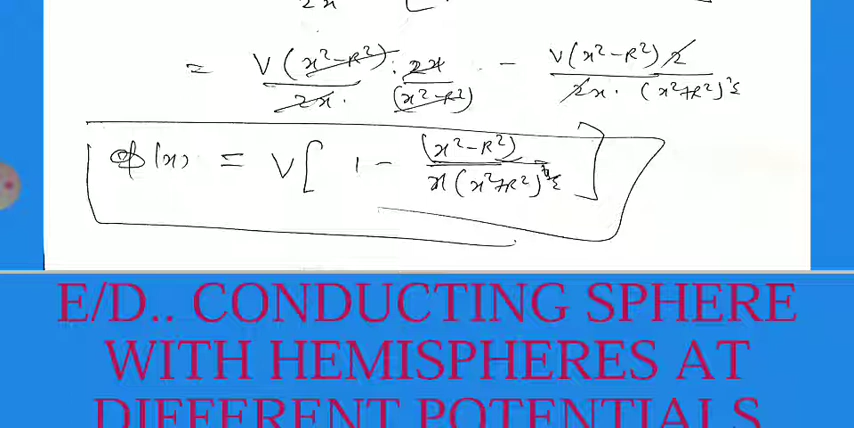 2x
= V(x²-R²) . 2x / 2x . (x²-R²) - V(x²-R²) 2 / 2x . (x²+R²)^½
Φ(x) = V[ 1 - (x²-R²) / x(x²+R²)^½ ]
E/D.. CONDUCTING SPHERE
WITH HEMISPHERES AT
DIFFERENT POTENTIALS